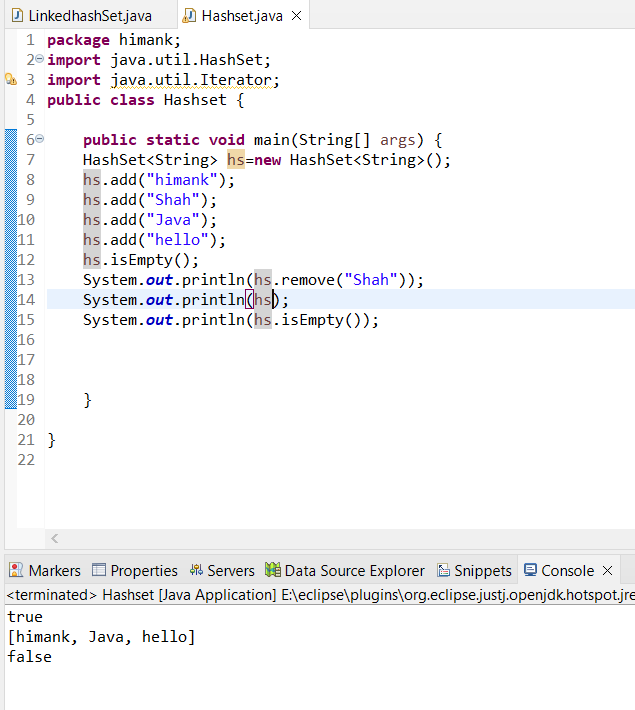 LinkedhashSet.java Hashset.java
1 package himank;
2 import java.util.HashSet;
3 import java.util.Iterator;
4 public class Hashset {
5
6 public static void main(String[] args) {
7 HashSet<String> hs=new HashSet<String>();
8 hs.add("himank");
9 hs.add("Shah");
10 hs.add("Java");
11 hs.add("hello");
12 hs.isEmpty();
13 System.out.println(hs.remove("Shah"));
14 System.out.println(hs);
15 System.out.println(hs.isEmpty());
16
17
18
19 }
20
21 }
22
Markers Properties Servers Data Source Explorer Snippets Console
<terminated> Hashset [Java Application] E:\eclipse\plugins\org.eclipse.justj.openjdk.hotspot.jre
true
[himank, Java, hello]
false